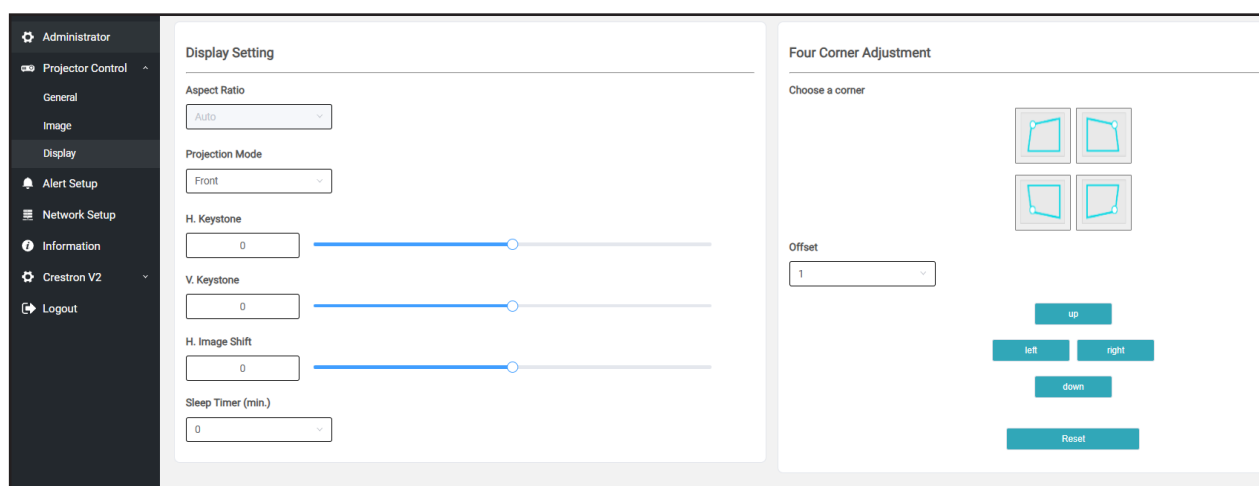 Administrator
Projector Control
General
Image
Display
Alert Setup
Network Setup
Information
Crestron V2
Logout
Display Setting
Aspect Ratio
Auto
Projection Mode
Front
H. Keystone
0
V. Keystone
0
H. Image Shift
0
Sleep Timer (min.)
0
Four Corner Adjustment
Choose a corner
Offset
1
up
left right
down
Reset